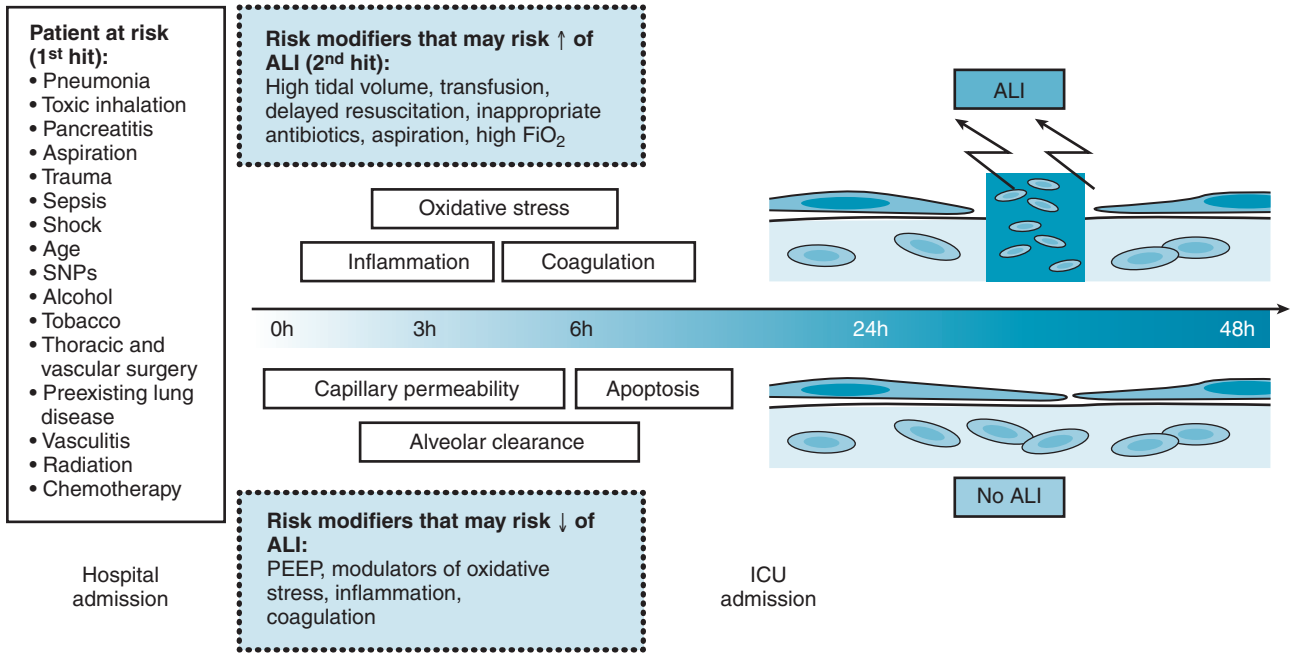 Patient at risk
(1st hit):
• Pneumonia
• Toxic inhalation
• Pancreatitis
• Aspiration
• Trauma
• Sepsis
• Shock
• Age
• SNPs
• Alcohol
• Tobacco
• Thoracic and
vascular surgery
• Preexisting lung
disease
• Vasculitis
• Radiation
• Chemotherapy
Hospital
admission
Risk modifiers that may risk ↑ of
ALI (2nd hit):
High tidal volume, transfusion,
delayed resuscitation, inappropriate
antibiotics, aspiration, high FiO2
Oxidative stress
Inflammation
Coagulation
ALI
0h
3h
6h
24h
48h
Capillary permeability
Apoptosis
Alveolar clearance
No ALI
Risk modifiers that may risk ↓ of
ALI:
PEEP, modulators of oxidative
stress, inflammation,
coagulation
ICU
admission